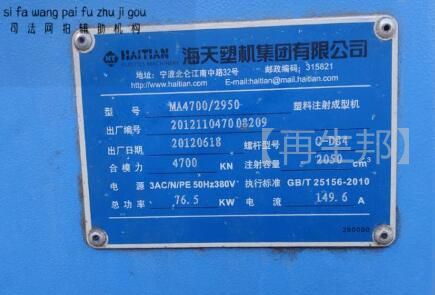 si fa wang pai fu zhu ji gou
司法网拍辅助机构
HAITIAN 海天塑机集团有限公司
地址：宁波北仑江南中路32号 邮政编码：315821
http://www.haitian.com E-mail:haitian@mail.haitian.com
型号 MA4700/2950 塑料注射成型机
出厂编号 20121104700 8209
出厂日期 20120618 螺杆型号
合模力 4700 KN 注射容量 2050 cm³
电源 3AC/N/PE 50Hz380V 执行标准 GB/T 25156-2010
总功率 76.5 KW 电流 149.6 A
【再生邦】